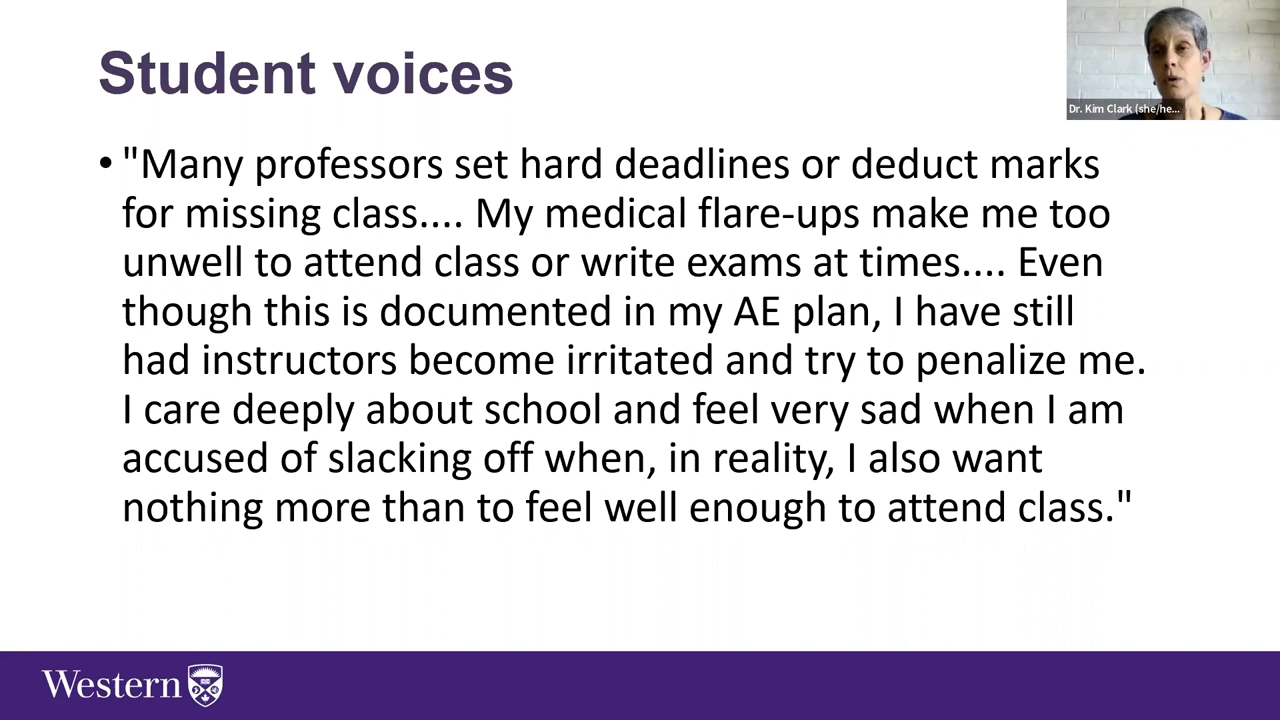 Student voices
Dr. Kim Clark (she/he...
• "Many professors set hard deadlines or deduct marks
for missing class.... My medical flare-ups make me too
unwell to attend class or write exams at times.... Even
though this is documented in my AE plan, I have still
had instructors become irritated and try to penalize me.
I care deeply about school and feel very sad when I am
accused of slacking off when, in reality, I also want
nothing more than to feel well enough to attend class."
Western